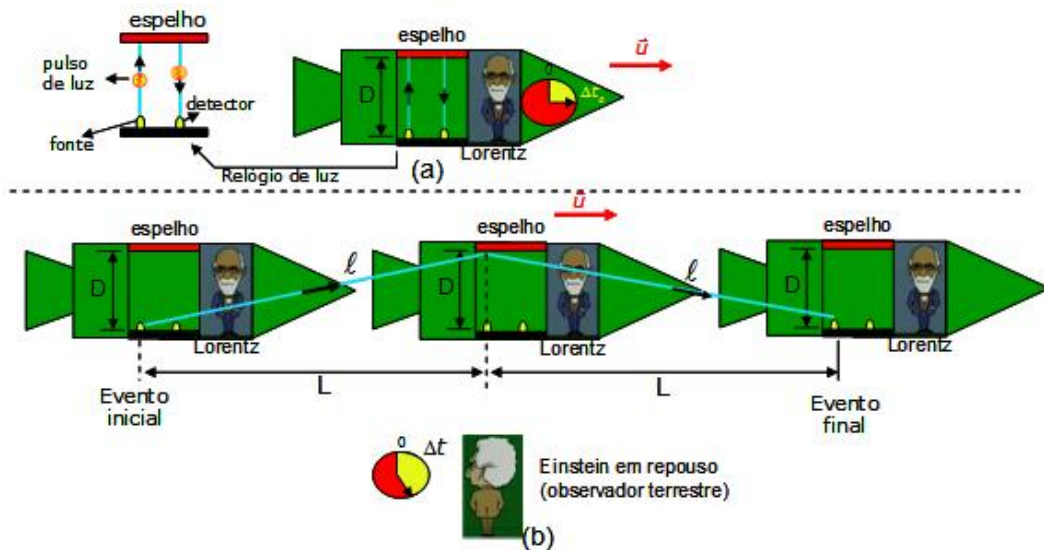 espelho
pulso
de luz
detector
fonte
Relógio de luz
espelho
D
Lorentz
0
Δt₀
u⃗
(a)
u⃗
espelho
espelho
espelho
D
D
D
ℓ
ℓ
Lorentz
Lorentz
Lorentz
L
L
Evento
inicial
Evento
final
0
Δt
Einstein em repouso
(observador terrestre)
(b)